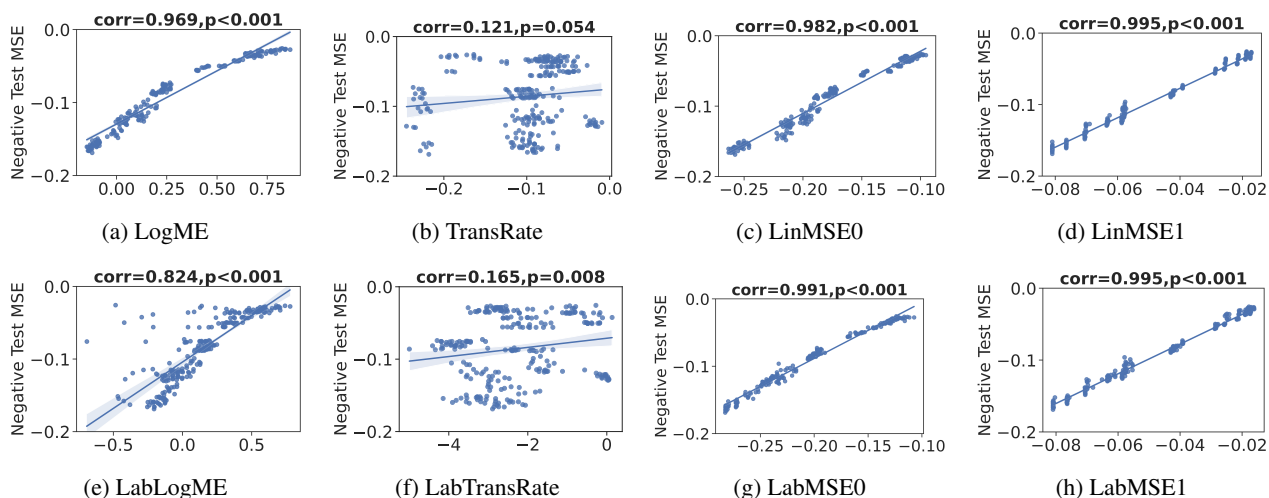 corr=0.969,p<0.001
Negative Test MSE
0.0
−0.1
−0.2
0.00 0.25 0.50 0.75
(a) LogME
corr=0.121,p=0.054
Negative Test MSE
0.0
−0.1
−0.2
−0.2 −0.1 0.0
(b) TransRate
corr=0.982,p<0.001
Negative Test MSE
0.0
−0.1
−0.2
−0.25 −0.20 −0.15 −0.10
(c) LinMSE0
corr=0.995,p<0.001
Negative Test MSE
0.0
−0.1
−0.2
−0.08 −0.06 −0.04 −0.02
(d) LinMSE1
corr=0.824,p<0.001
Negative Test MSE
0.0
−0.1
−0.2
−0.5 0.0 0.5
(e) LabLogME
corr=0.165,p=0.008
Negative Test MSE
0.0
−0.1
−0.2
−4 −2 0
(f) LabTransRate
corr=0.991,p<0.001
Negative Test MSE
0.0
−0.1
−0.2
−0.25 −0.20 −0.15 −0.10
(g) LabMSE0
corr=0.995,p<0.001
Negative Test MSE
0.0
−0.1
−0.2
−0.08 −0.06 −0.04 −0.02
(h) LabMSE1